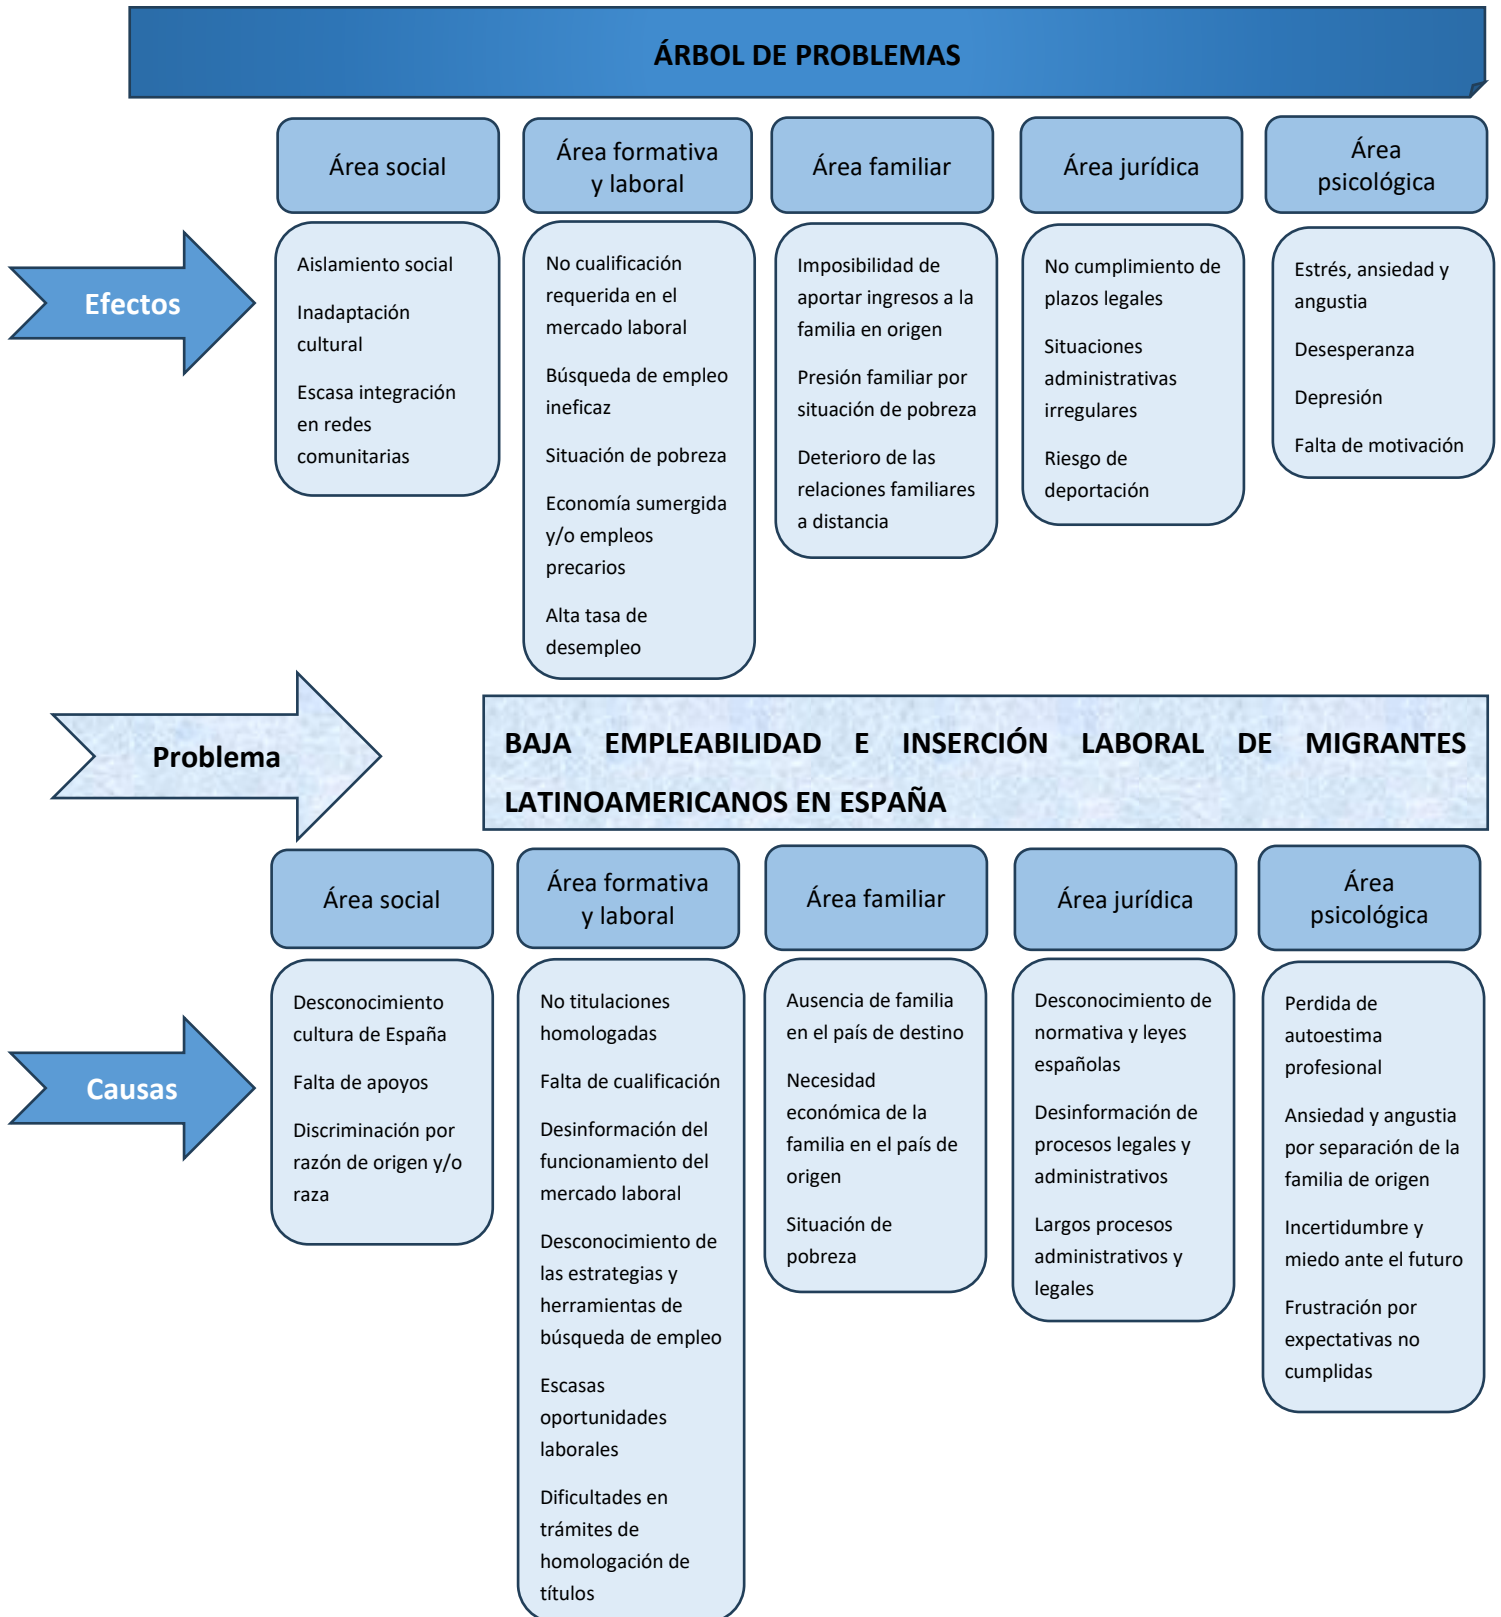 ÁRBOL DE PROBLEMAS
Área social
Área formativa
y laboral
Área familiar
Área jurídica
Área
psicológica
Efectos
Aislamiento social
Inadaptación
cultural
Escasa integración
en redes
comunitarias
No cualificación
requerida en el
mercado laboral
Búsqueda de empleo
ineficaz
Situación de pobreza
Economía sumergida
y/o empleos
precarios
Alta tasa de
desempleo
Imposibilidad de
aportar ingresos a la
familia en origen
Presión familiar por
situación de pobreza
Deterioro de las
relaciones familiares
a distancia
No cumplimiento de
plazos legales
Situaciones
administrativas
irregulares
Riesgo de
deportación
Estrés, ansiedad y
angustia
Desesperanza
Depresión
Falta de motivación
Problema
BAJA EMPLEABILIDAD E INSERCIÓN LABORAL DE MIGRANTES
LATINOAMERICANOS EN ESPAÑA
Área social
Área formativa
y laboral
Área familiar
Área jurídica
Área
psicológica
Causas
Desconocimiento
cultura de España
Falta de apoyos
Discriminación por
razón de origen y/o
raza
No titulaciones
homologadas
Falta de cualificación
Desinformación del
funcionamiento del
mercado laboral
Desconocimiento de
las estrategias y
herramientas de
búsqueda de empleo
Escasas
oportunidades
laborales
Dificultades en
trámites de
homologación de
títulos
Ausencia de familia
en el país de destino
Necesidad
económica de la
familia en el país de
origen
Situación de
pobreza
Desconocimiento de
normativa y leyes
españolas
Desinformación de
procesos legales y
administrativos
Largos procesos
administrativos y
legales
Perdida de
autoestima
profesional
Ansiedad y angustia
por separación de la
familia de origen
Incertidumbre y
miedo ante el futuro
Frustración por
expectativas no
cumplidas